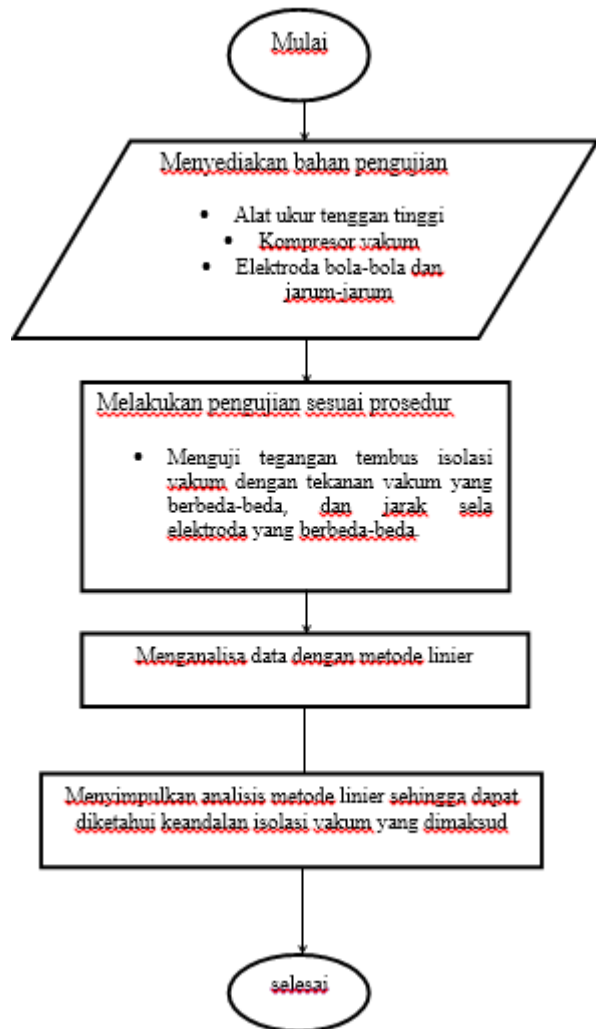 Mulai
Menyediakan bahan pengujian
• Alat ukur tenggan tinggi
• Kompresor vakum
• Elektroda bola-bola dan
jarum-jarum
Melakukan pengujian sesuai prosedur
• Menguji tegangan tembus isolasi
vakum dengan tekanan vakum yang
berbeda-beda, dan jarak sela
elektroda yang berbeda-beda
Menganalisa data dengan metode linier
Menyimpulkan analisis metode linier sehingga dapat
diketahui keandalan isolasi vakum yang dimaksud
selesai